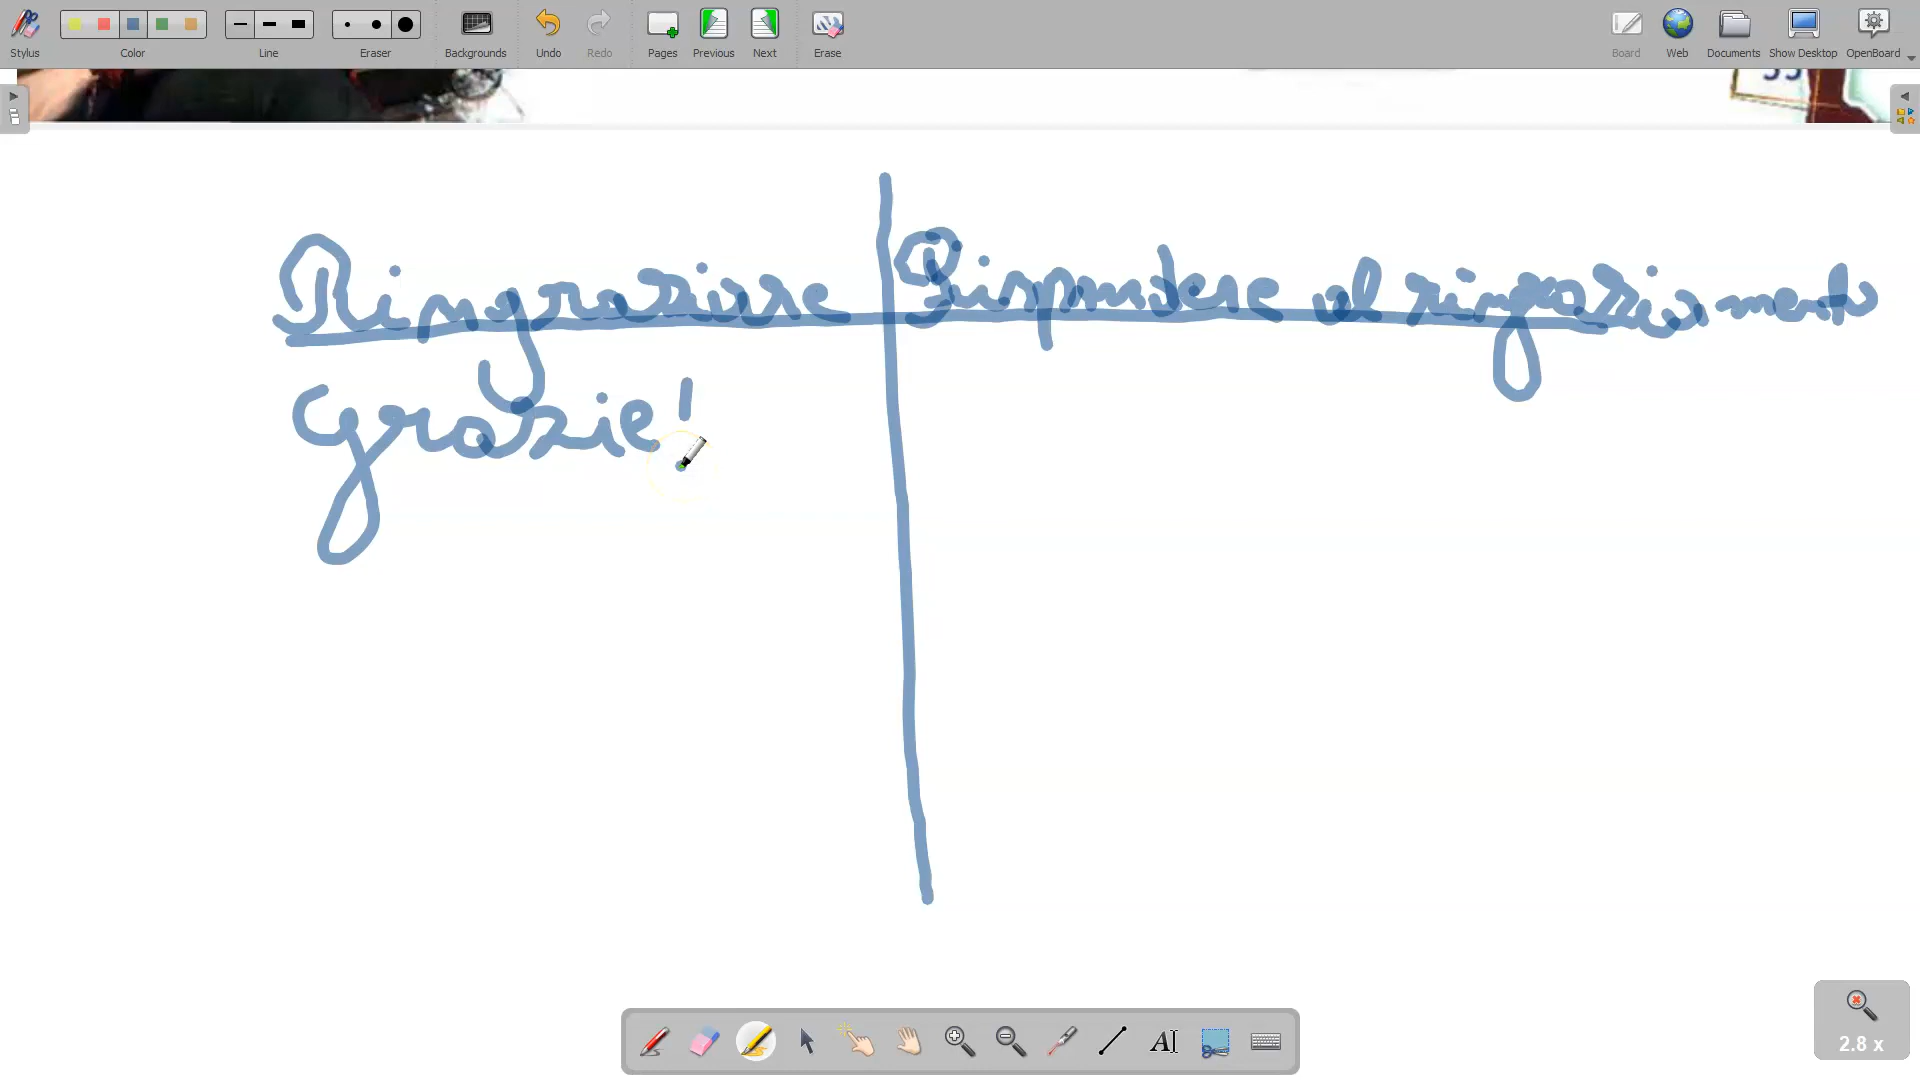 Stylus Color Line Eraser Backgrounds Undo Redo Pages Previous Next Erase Board Web Documents Show Desktop OpenBoard
Ringraziare Rispondere al ringraziamento
Grazie!
2.8 x